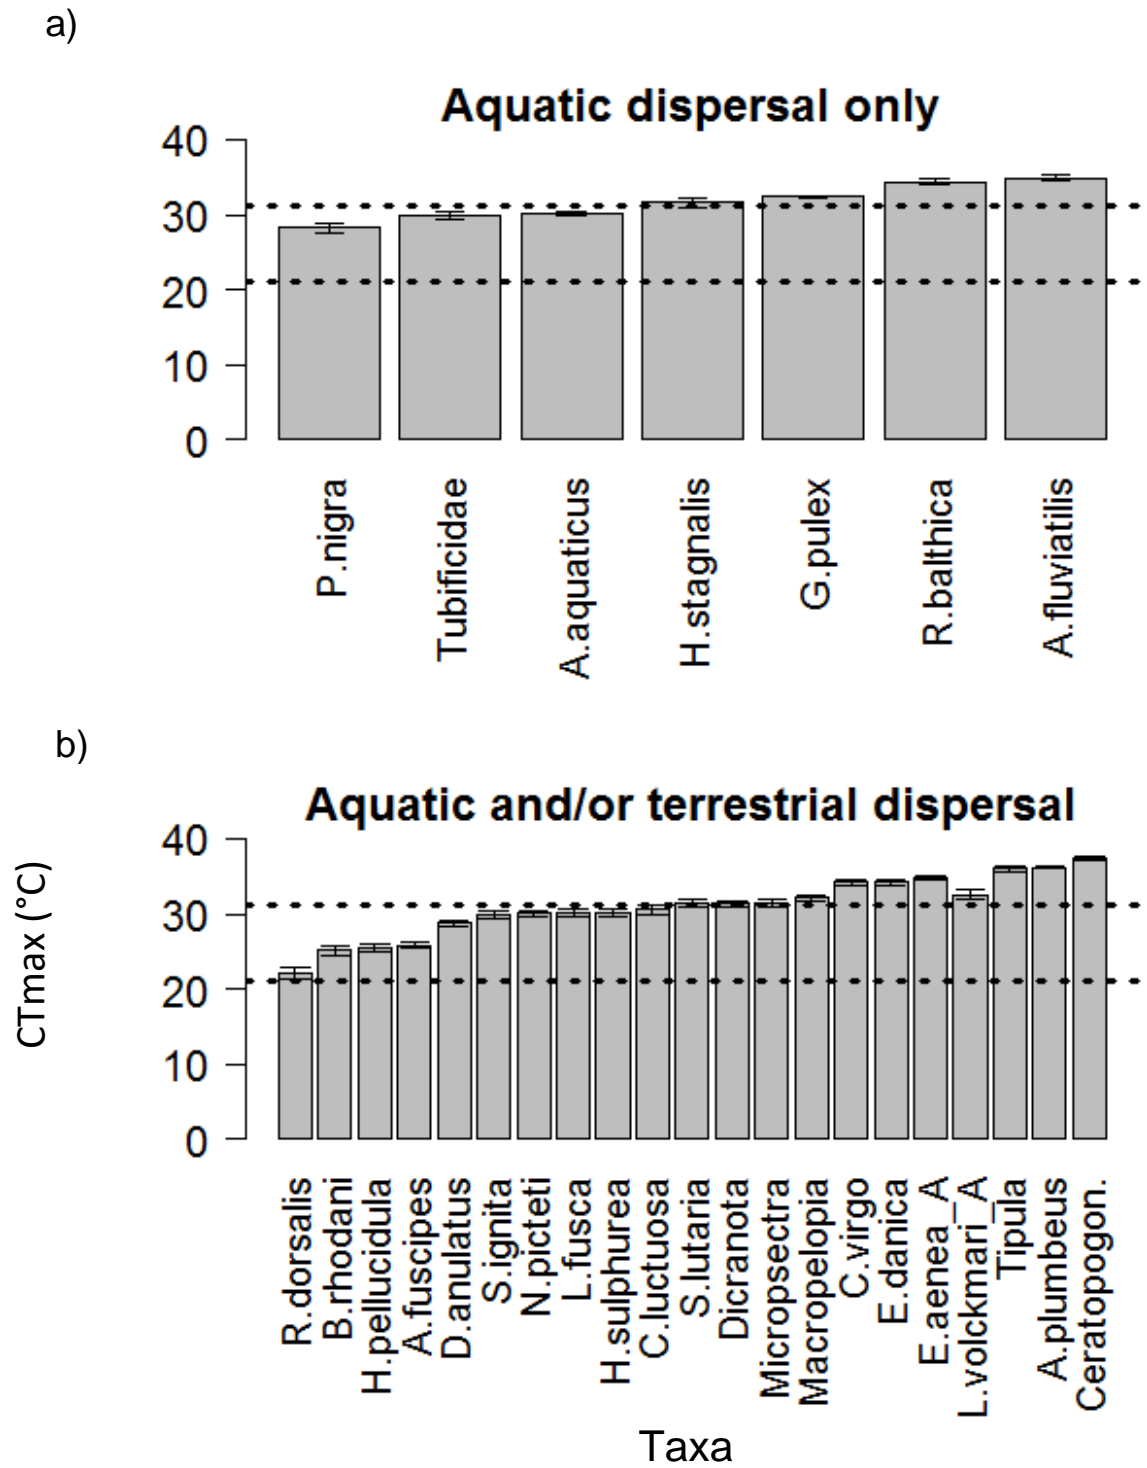 a)
Aquatic dispersal only
40
30
20
10
0
P.nigra
Tubificidae
A.aquaticus
H.stagnalis
G.pulex
R.balthica
A.fluviatilis
b)
Aquatic and/or terrestrial dispersal
CTmax (°C)
40
30
20
10
0
R.dorsalis
B.rhodani
H.pellucidula
A.fuscipes
D.anulatus
S.ignita
N.picteti
L.fusca
H.sulphurea
C.luctuosa
S.lutaria
Dicranota
Micropsectra
Macropelopia
C.virgo
E.danica
E.aenea_A
L.volckmari_A
Tipula
A.plumbeus
Ceratopogon.
Taxa